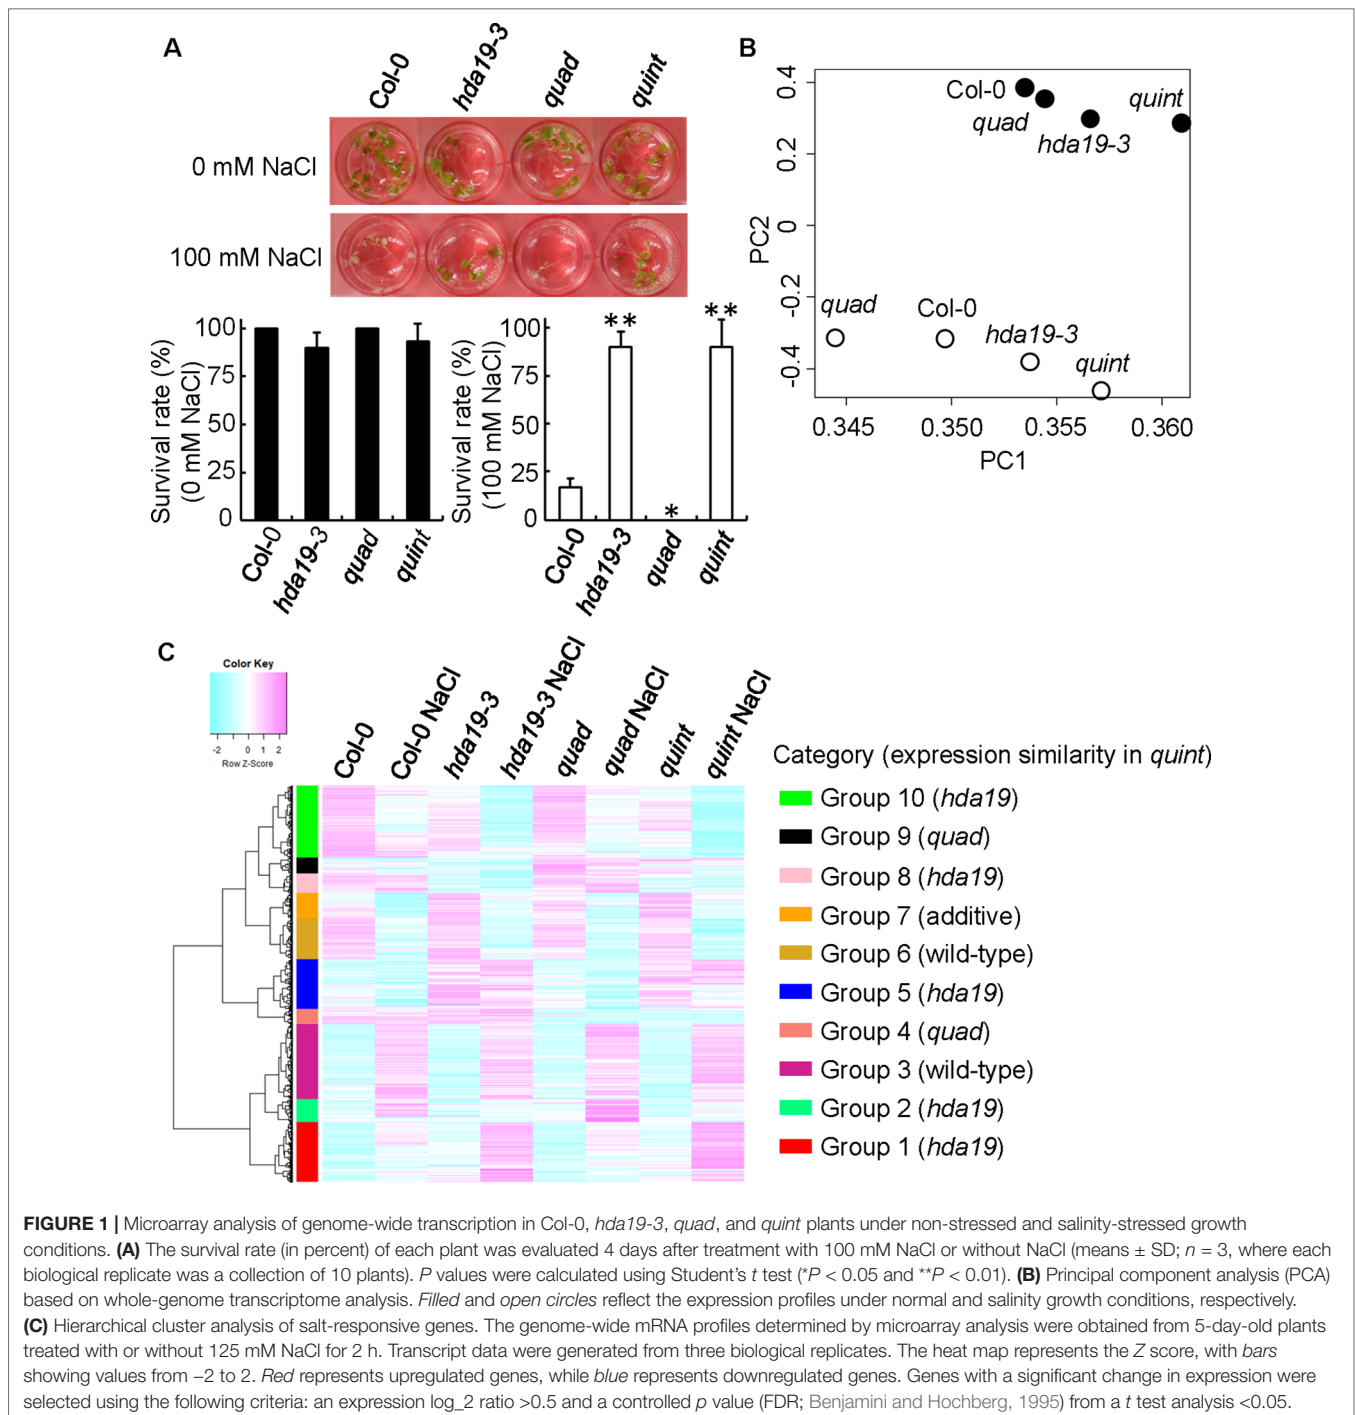 A
B
Col-0
hda19-3
quad
quint
0 mM NaCl
100 mM NaCl
Survival rate (%)
(0 mM NaCl)
100
75
50
25
0
Col-0
hda19-3
quad
quint
Survival rate (%)
(100 mM NaCl)
100
75
50
25
0
**
*
**
Col-0
hda19-3
quad
quint
PC2
0.4
0.2
0
-0.2
-0.4
Col-0
quad
hda19-3
quint
quad
Col-0
hda19-3
quint
0.345
0.350
0.355
0.360
PC1
C
Color Key
-2 0 1 2
Row Z-Score
Col-0
Col-0 NaCl
hda19-3
hda19-3 NaCl
quad
quad NaCl
quint
quint NaCl
Category (expression similarity in quint)
Group 10 (hda19)
Group 9 (quad)
Group 8 (hda19)
Group 7 (additive)
Group 6 (wild-type)
Group 5 (hda19)
Group 4 (quad)
Group 3 (wild-type)
Group 2 (hda19)
Group 1 (hda19)
FIGURE 1 | Microarray analysis of genome-wide transcription in Col-0, hda19-3, quad, and quint plants under non-stressed and salinity-stressed growth
conditions. (A) The survival rate (in percent) of each plant was evaluated 4 days after treatment with 100 mM NaCl or without NaCl (means ± SD; n = 3, where each
biological replicate was a collection of 10 plants). P values were calculated using Student's t test (*P < 0.05 and **P < 0.01). (B) Principal component analysis (PCA)
based on whole-genome transcriptome analysis. Filled and open circles reflect the expression profiles under normal and salinity growth conditions, respectively.
(C) Hierarchical cluster analysis of salt-responsive genes. The genome-wide mRNA profiles determined by microarray analysis were obtained from 5-day-old plants
treated with or without 125 mM NaCl for 2 h. Transcript data were generated from three biological replicates. The heat map represents the Z score, with bars
showing values from −2 to 2. Red represents upregulated genes, while blue represents downregulated genes. Genes with a significant change in expression were
selected using the following criteria: an expression log_2 ratio >0.5 and a controlled p value (FDR; Benjamini and Hochberg, 1995) from a t test analysis <0.05.